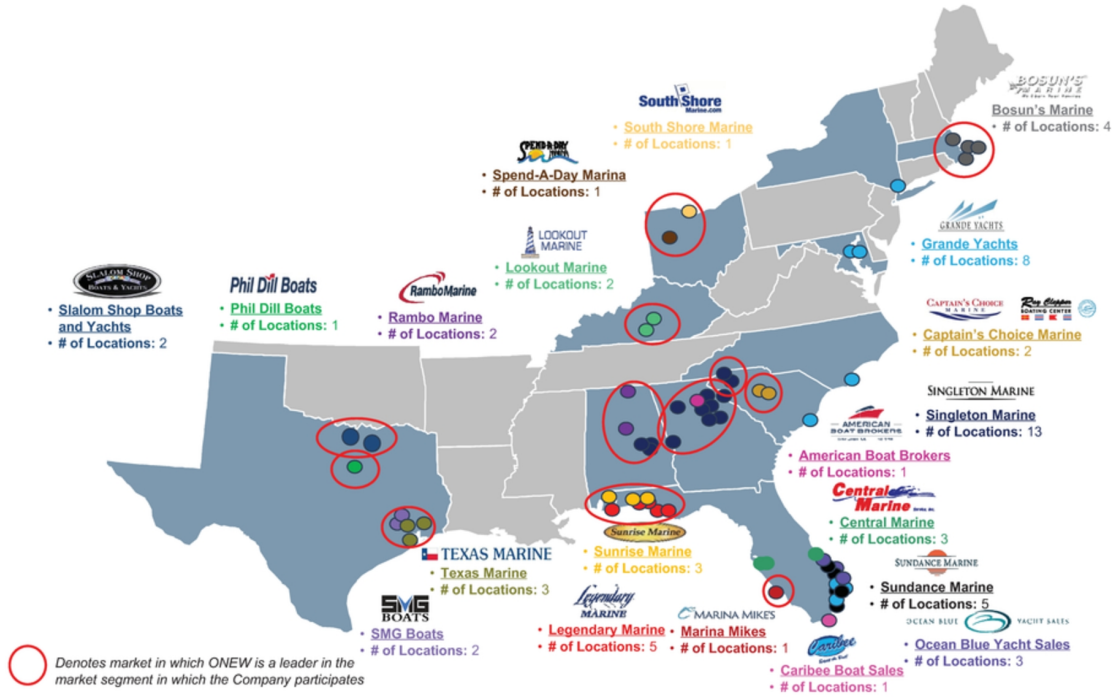 South Shore
Marine.com
• South Shore Marine
• # of Locations: 1
BOSUN'S
MARINE
Bosun's Marine
• # of Locations: 4
SPEND-A-DAY
MARINA
• Spend-A-Day Marina
• # of Locations: 1
LOOKOUT
MARINE
• Lookout Marine
• # of Locations: 2
GRANDE YACHTS
• Grande Yachts
• # of Locations: 8
SLALOM SHOP
BOATS & YACHTS
• Slalom Shop Boats
and Yachts
• # of Locations: 2
Phil Dill Boats
• Phil Dill Boats
• # of Locations: 1
RamboMarine
• Rambo Marine
• # of Locations: 2
CAPTAIN'S CHOICE
MARINE
Ray Clepper
BOATING CENTER
• Captain's Choice Marine
• # of Locations: 2
SINGLETON MARINE
• Singleton Marine
• # of Locations: 13
AMERICAN
BOAT BROKERS
• American Boat Brokers
• # of Locations: 1
Central
Marine
• Central Marine
• # of Locations: 3
SUNDANCE MARINE
• Sundance Marine
• # of Locations: 5
OCEAN BLUE YACHT SALES
• Ocean Blue Yacht Sales
• # of Locations: 3
Sunrise Marine
• Sunrise Marine
• # of Locations: 3
TEXAS MARINE
• Texas Marine
• # of Locations: 3
SMG
BOATS
• SMG Boats
• # of Locations: 2
Legendary
MARINE
• Legendary Marine
• # of Locations: 5
MARINA MIKE'S
• Marina Mikes
• # of Locations: 1
Caribee
• Caribee Boat Sales
• # of Locations: 1
Denotes market in which ONEW is a leader in the
market segment in which the Company participates